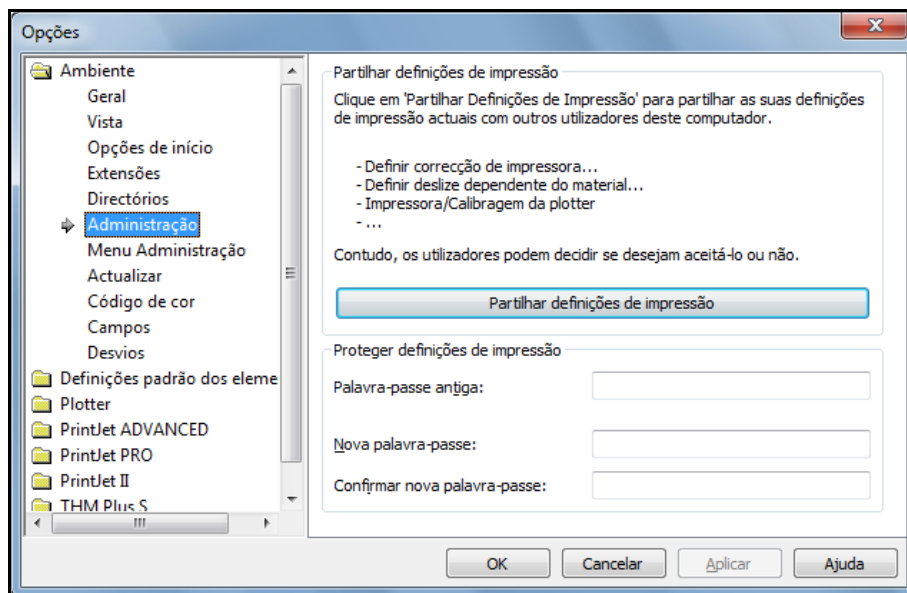 Opções
Ambiente
Geral
Vista
Opções de início
Extensões
Directórios
Administração
Menu Administração
Actualizar
Código de cor
Campos
Desvios
Definições padrão dos eleme
Plotter
PrintJet ADVANCED
PrintJet PRO
PrintJet II
THM Plus S
Partilhar definições de impressão
Clique em 'Partilhar Definições de Impressão' para partilhar as suas definições
de impressão actuais com outros utilizadores deste computador.
- Definir correcção de impressora...
- Definir deslize dependente do material...
- Impressora/Calibragem da plotter
- ...
Contudo, os utilizadores podem decidir se desejam aceitá-lo ou não.
Partilhar definições de impressão
Proteger definições de impressão
Palavra-passe antiga:
Nova palavra-passe:
Confirmar nova palavra-passe:
OK
Cancelar
Aplicar
Ajuda